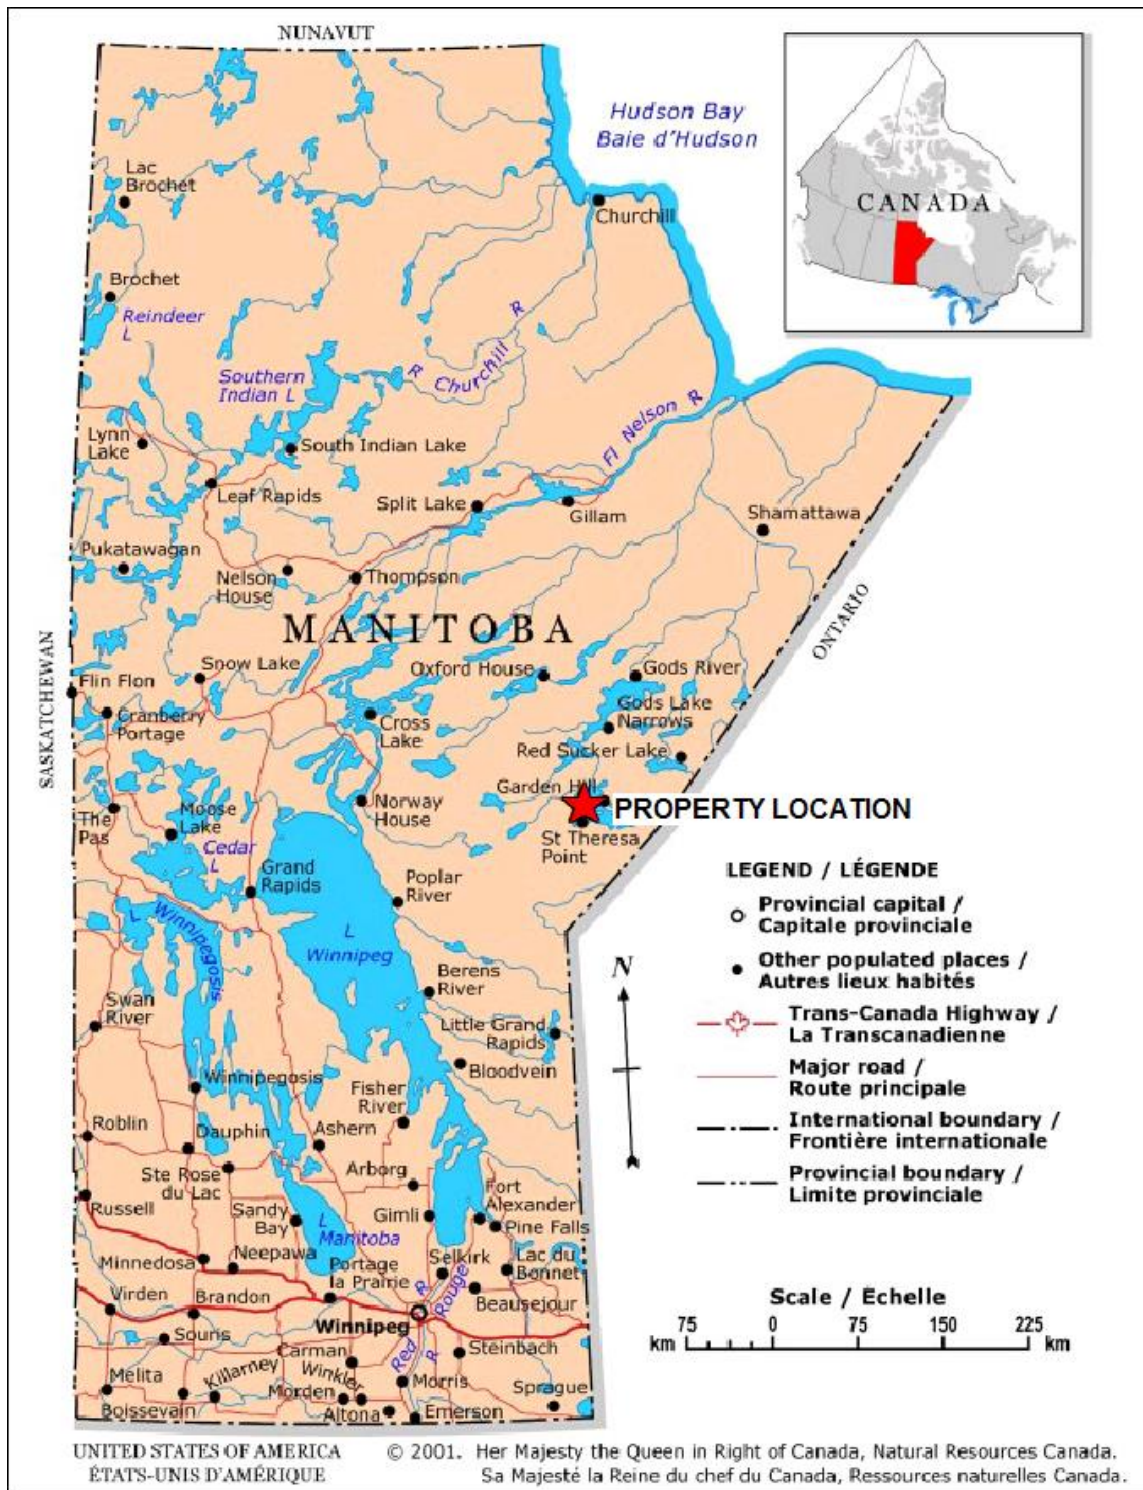 NUNAVUT
Hudson Bay
Baie d'Hudson
CANADA
Lac
Brochet
Churchill
Brochet
Reindeer
L
Southern
Indian L
R Churchill R
Fl Nelson R
Lynn
Lake
South Indian Lake
Leaf Rapids
Split Lake
Gillam
Shamattawa
Pukatawagan
Nelson
House
Thompson
MANITOBA
ONTARIO
SASKATCHEWAN
Snow Lake
Oxford House
Gods River
Flin Flon
Gods Lake
Narrows
Cranberry
Portage
Cross
Lake
Red Sucker Lake
Garden Hill
PROPERTY LOCATION
Norway
House
St Theresa
Point
The
Pas
Moose
Lake
Cedar
L
Grand
Rapids
Poplar
River
L Winnipegosis
L
Winnipeg
Berens
River
Swan
River
Little Grand
Rapids
Bloodvein
Winnipegosis
Fisher
River
Roblin
Dauphin
Ashern
Ste Rose
du Lac
Arborg
Fort
Alexander
Russell
Sandy
Bay
L
Manitoba
Gimli
Pine Falls
Minnedosa
Neepawa
Portage
la Prairie
Selkirk
Lac du
Bonnet
R Rouge
Virden
Brandon
Beausejour
Winnipeg
Souris
Carman
Red R
Steinbach
Melita
Killarney
Winkler
Morden
Morris
Sprague
Boissevain
Altona
Emerson
LEGEND / LÉGENDE
Provincial capital /
Capitale provinciale
Other populated places /
Autres lieux habités
Trans-Canada Highway /
La Transcanadienne
Major road /
Route principale
International boundary /
Frontière internationale
Provincial boundary /
Limite provinciale
N
Scale / Échelle
km 75 0 75 150 225 km
UNITED STATES OF AMERICA
ÉTATS-UNIS D'AMÉRIQUE
© 2001. Her Majesty the Queen in Right of Canada, Natural Resources Canada.
Sa Majesté la Reine du chef du Canada, Ressources naturelles Canada.